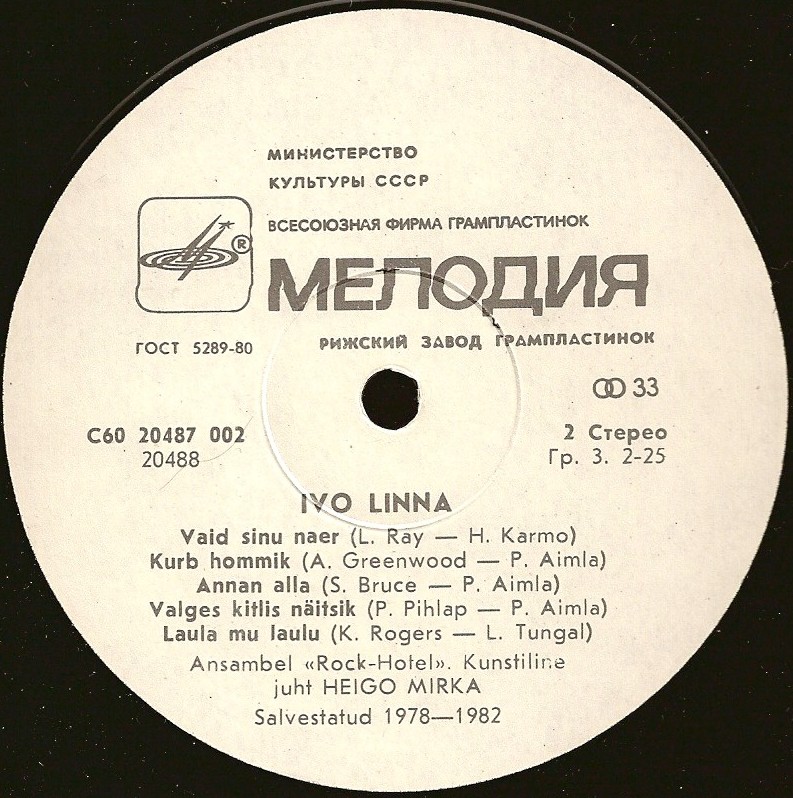 МИНИСТЕРСТВО
КУЛЬТУРЫ СССР
ВСЕСОЮЗНАЯ ФИРМА ГРАМПЛАСТИНОК
®
МЕЛОДИЯ
ГОСТ 5289-80
РИЖСКИЙ ЗАВОД ГРАМПЛАСТИНОК
33
С60 20487 002
20488
2 Стерео
Гр. 3. 2-25
IVO LINNA
Vaid sinu naer (L. Ray — H. Karmo)
Kurb hommik (A. Greenwood — P. Aimla)
Annan alla (S. Bruce — P. Aimla)
Valges kitlis näitsik (P. Pihlap — P. Aimla)
Laula mu laulu (K. Rogers — L. Tungal)
Ansambel «Rock-Hotel». Kunstiline
juht HEIGO MIRKA
Salvestatud 1978—1982